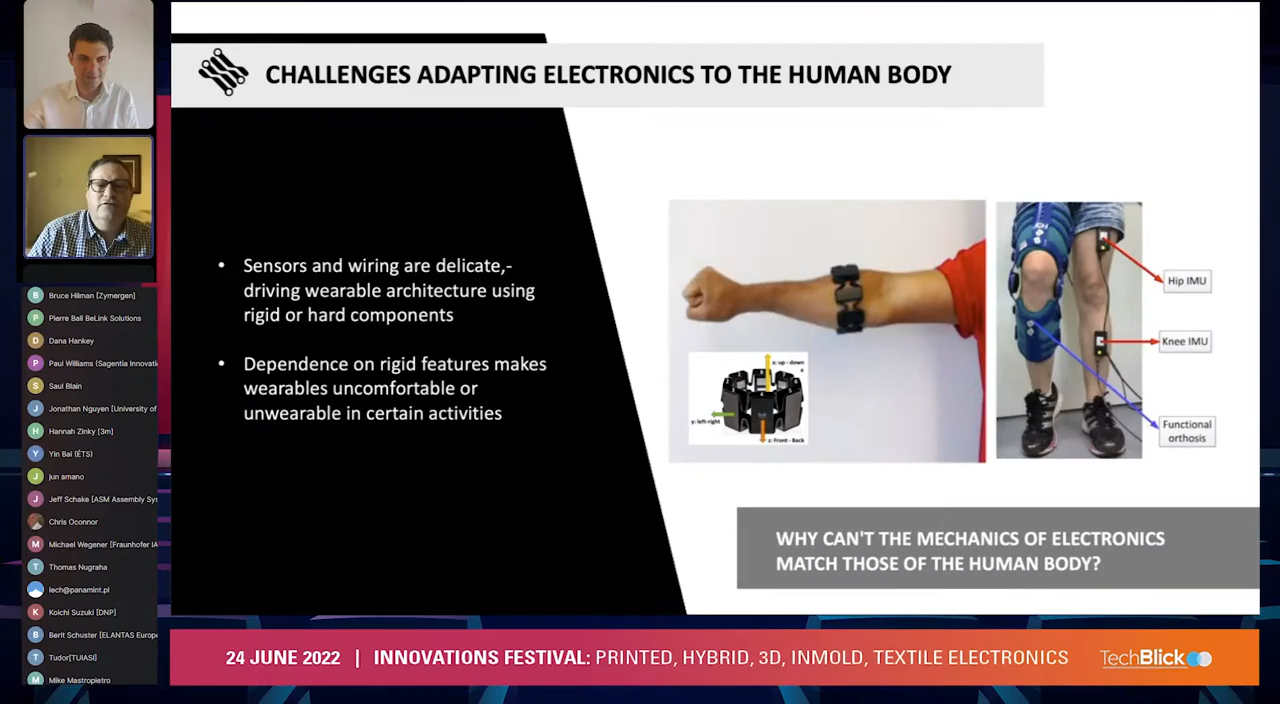 CHALLENGES ADAPTING ELECTRONICS TO THE HUMAN BODY
• Sensors and wiring are delicate,-
driving wearable architecture using
rigid or hard components
• Dependence on rigid features makes
wearables uncomfortable or
unwearable in certain activities
x: up - down
y: left-right
z: Front - Back
Hip IMU
Knee IMU
Functional
orthosis
WHY CAN'T THE MECHANICS OF ELECTRONICS
MATCH THOSE OF THE HUMAN BODY?
B Bruce Hillman [Zymergen]
P Pierre Ball BeLink Solutions
D Dana Hankey
P Paul Williams (Sagentia Innovati
S Saul Blain
J Jonathan Nguyen [University of
H Hannah Zinky [3m]
Y Yin Bai (ÉTS)
J jun amano
J Jeff Schake [ASM Assembly Sys
Chris Oconnor
M Michael Wegener [Fraunhofer IA
T Thomas Nugraha
lech@panamint.pl
K Koichi Suzuki [DNP]
B Berit Schuster [ELANTAS Europe
T Tudor[TUIASI]
M Mike Mastropietro
24 JUNE 2022 | INNOVATIONS FESTIVAL: PRINTED, HYBRID, 3D, INMOLD, TEXTILE ELECTRONICS
TechBlick